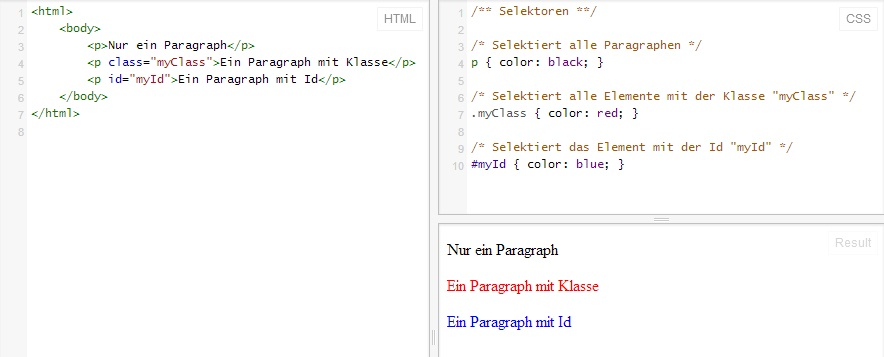 HTML
1 <html>
2     <body>
3         <p>Nur ein Paragraph</p>
4         <p class="myClass">Ein Paragraph mit Klasse</p>
5         <p id="myId">Ein Paragraph mit Id</p>
6     </body>
7 </html>
8
CSS
1 /** Selektoren **/
2
3 /* Selektiert alle Paragraphen */
4 p { color: black; }
5
6 /* Selektiert alle Elemente mit der Klasse "myClass" */
7 .myClass { color: red; }
8
9 /* Selektiert das Element mit der Id "myId" */
10 #myId { color: blue; }
Result
Nur ein Paragraph
Ein Paragraph mit Klasse
Ein Paragraph mit Id